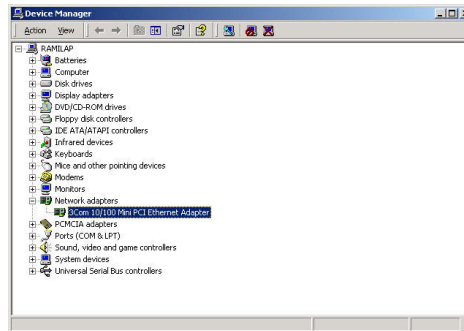 Device Manager
Action View
RAMILAP
Batteries
Computer
Disk drives
Display adapters
DVD/CD-ROM drives
Floppy disk controllers
IDE ATA/ATAPI controllers
Infrared devices
Keyboards
Mice and other pointing devices
Modems
Monitors
Network adapters
3Com 10/100 Mini PCI Ethernet Adapter
PCMCIA adapters
Ports (COM & LPT)
Sound, video and game controllers
System devices
Universal Serial Bus controllers